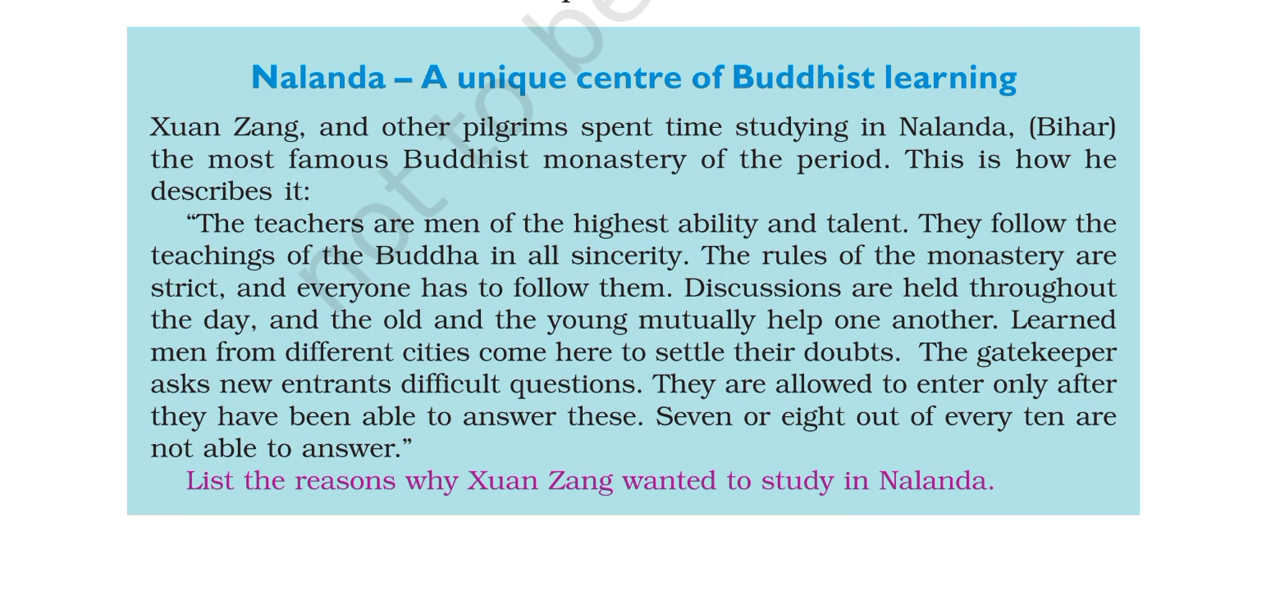 Nalanda – A unique centre of Buddhist learning
Xuan Zang, and other pilgrims spent time studying in Nalanda, (Bihar)
the most famous Buddhist monastery of the period. This is how he
describes it:
“The teachers are men of the highest ability and talent. They follow the
teachings of the Buddha in all sincerity. The rules of the monastery are
strict, and everyone has to follow them. Discussions are held throughout
the day, and the old and the young mutually help one another. Learned
men from different cities come here to settle their doubts. The gatekeeper
asks new entrants difficult questions. They are allowed to enter only after
they have been able to answer these. Seven or eight out of every ten are
not able to answer.”
List the reasons why Xuan Zang wanted to study in Nalanda.
not to be